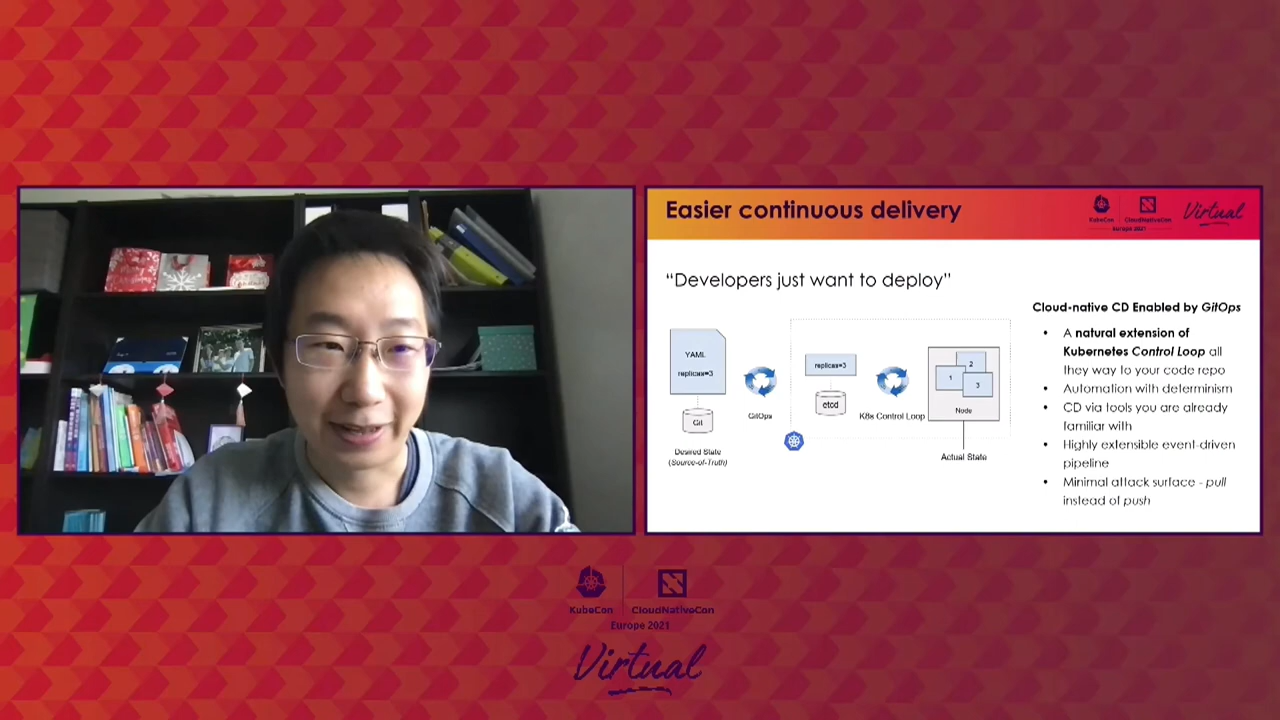 Easier continuous delivery
KubeCon
CloudNativeCon
Europe 2021
Virtual
“Developers just want to deploy”
YAML
replicas=3
Git
Desired State
(Source-of-Truth)
GitOps
replicas=3
etcd
K8s Control Loop
1
2
3
Node
Actual State
Cloud-native CD Enabled by GitOps
• A natural extension of
Kubernetes Control Loop all
they way to your code repo
• Automation with determinism
• CD via tools you are already
familiar with
• Highly extensible event-driven
pipeline
• Minimal attack surface - pull
instead of push
KubeCon
CloudNativeCon
Europe 2021
Virtual